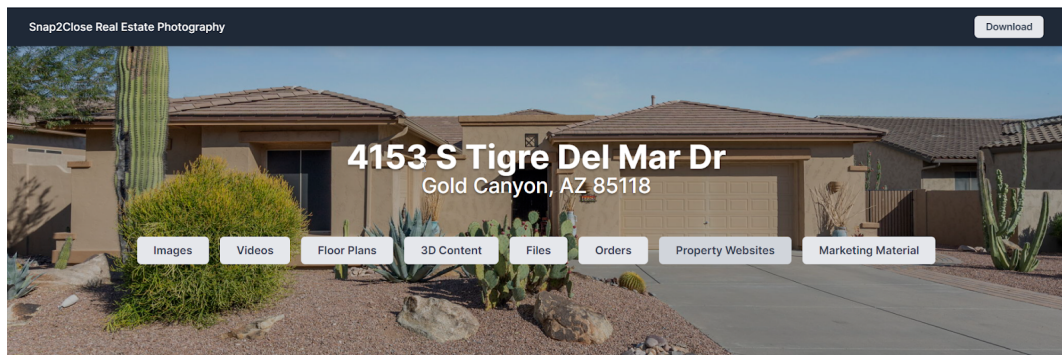 Snap2Close Real Estate Photography
Download
4153 S Tigre Del Mar Dr
Gold Canyon, AZ 85118
Images
Videos
Floor Plans
3D Content
Files
Orders
Property Websites
Marketing Material